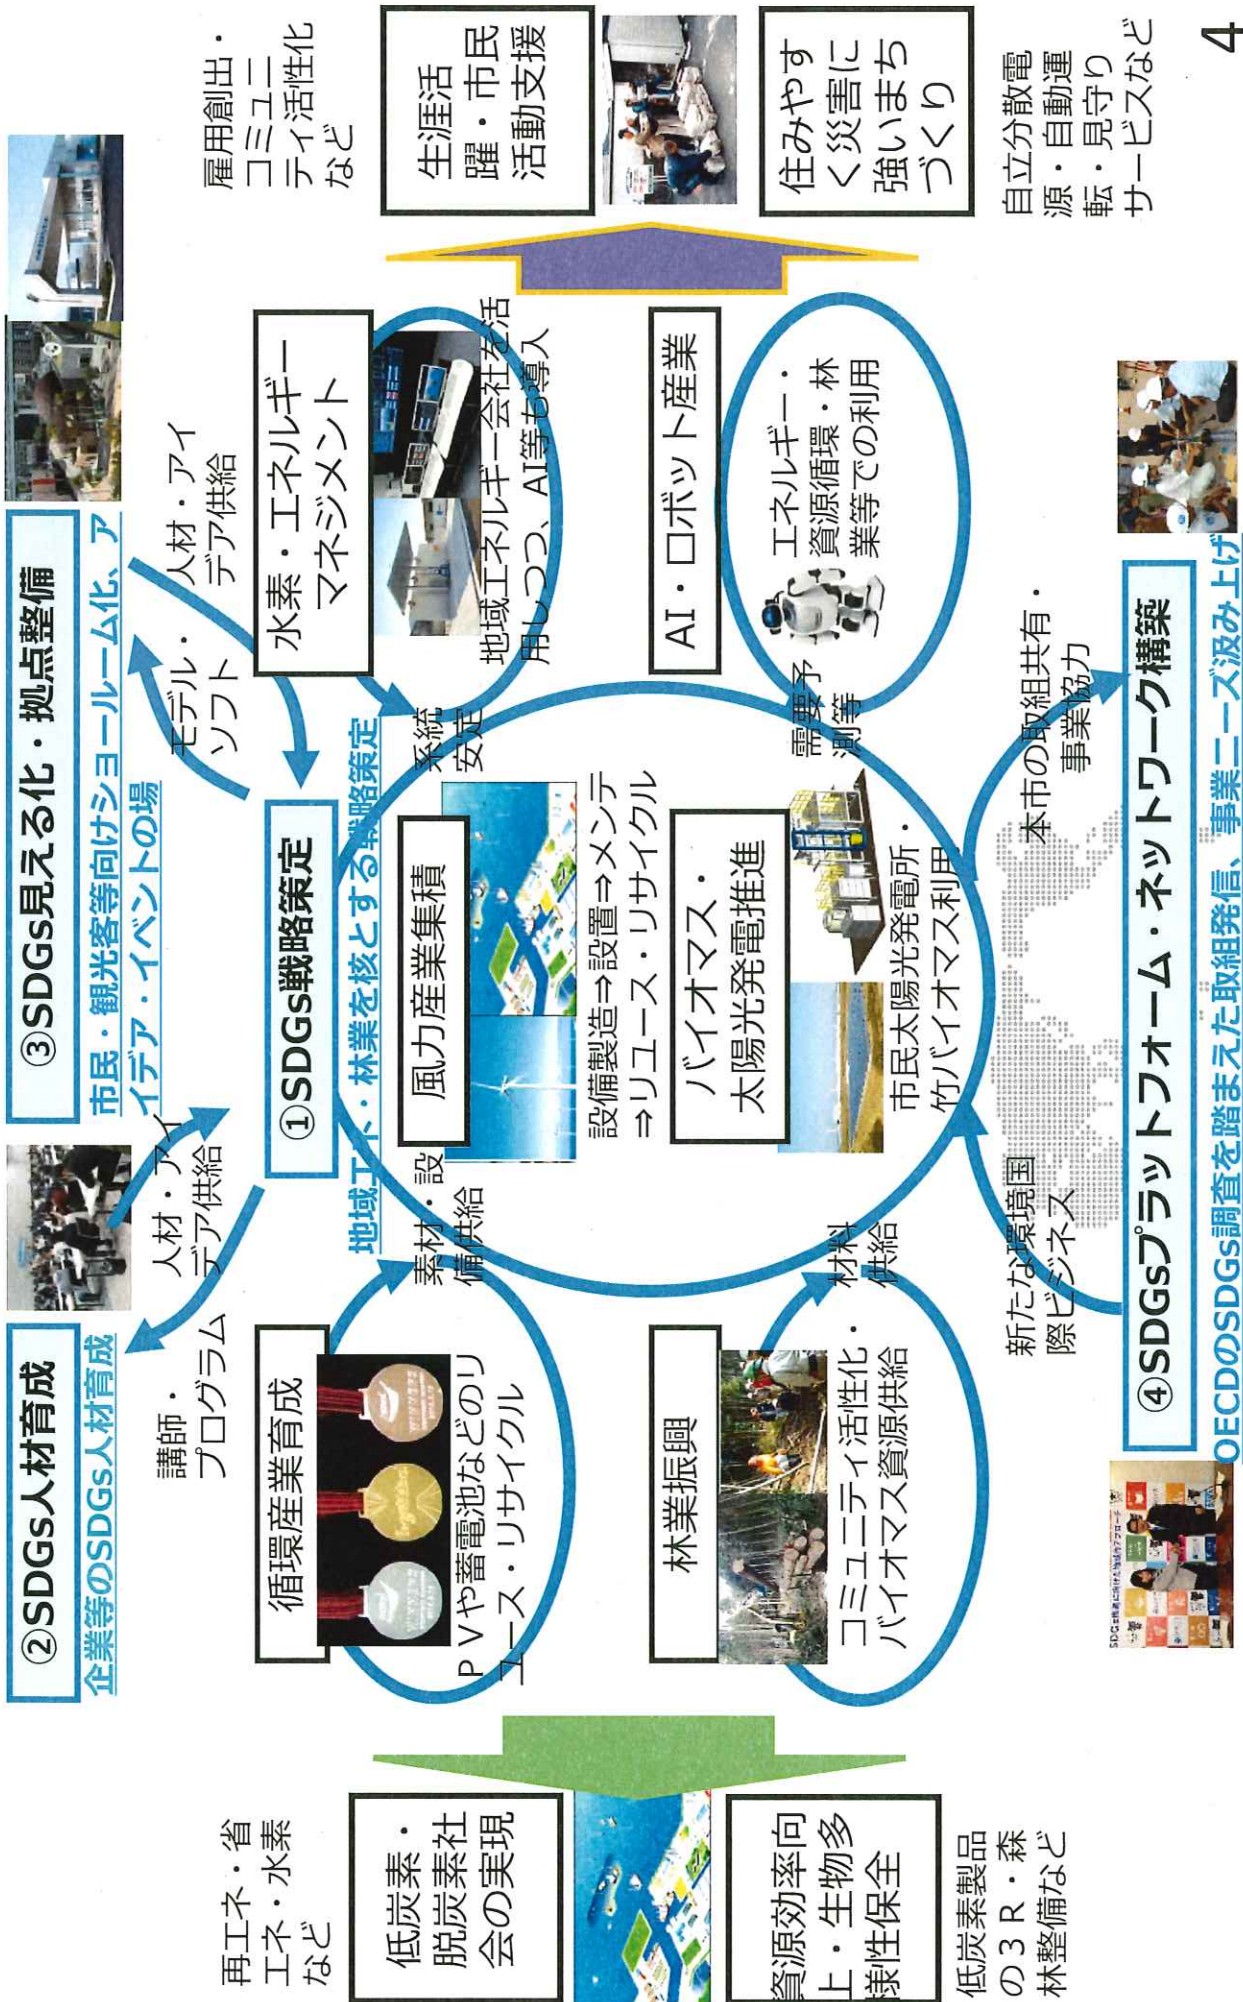 ②SDGs人材育成
企業等のSDGs人材育成
③SDGs見える化・拠点整備
市民・観光客等向けショールーム化、ア
イデア・イベントの場
講師・
プログラム
人材・アイ
デア供給
モデル・
ソフト
人材・アイ
デア供給
①SDGs戦略策定
地域エネ・林業を核とする戦略策定
再エネ・省
エネ・水素
など
低炭素・
脱炭素社
会の実現
資源効率向
上・生物多
様性保全
低炭素製品
の３Ｒ・森
林整備など
循環産業育成
ＰＶや蓄電池などのリ
ユース・リサイクル
素材・設
備供給
林業振興
コミュニティ活性化・
バイオマス資源供給
材料
供給
風力産業集積
設備製造⇒設置⇒メンテ
⇒リユース・リサイクル
バイオマス・
太陽光発電推進
市民太陽光発電所・
竹バイオマス利用
水素・エネルギー
マネジメント
地域エネルギー会社を活
用しつつ、AI等も導入
系統
安定
AI・ロボット産業
エネルギー・
資源循環・林
業等での利用
需要予
測等
雇用創出・
コミュニ
ティ活性化
など
生涯活
躍・市民
活動支援
住みやす
く災害に
強いまち
づくり
自立分散電
源・自動運
転・見守り
サービスなど
新たな環境国
際ビジネス
本市の取組共有・
事業協力
④SDGsプラットフォーム・ネットワーク構築
OECDのSDGs調査を踏まえた取組発信、事業ニーズ汲み上げ
4